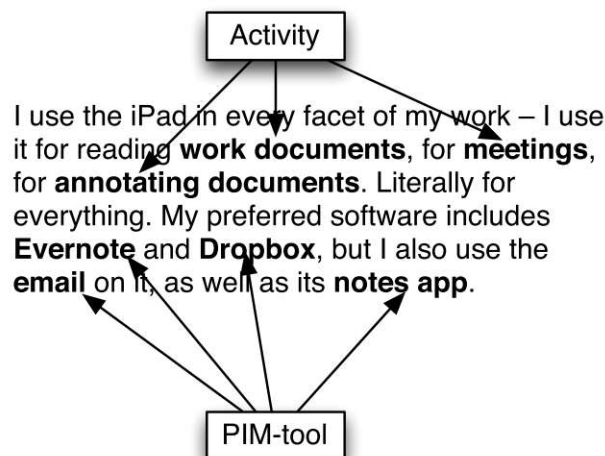 Activity
I use the iPad in every facet of my work – I use
it for reading work documents, for meetings,
for annotating documents. Literally for
everything. My preferred software includes
Evernote and Dropbox, but I also use the
email on it, as well as its notes app.
PIM-tool